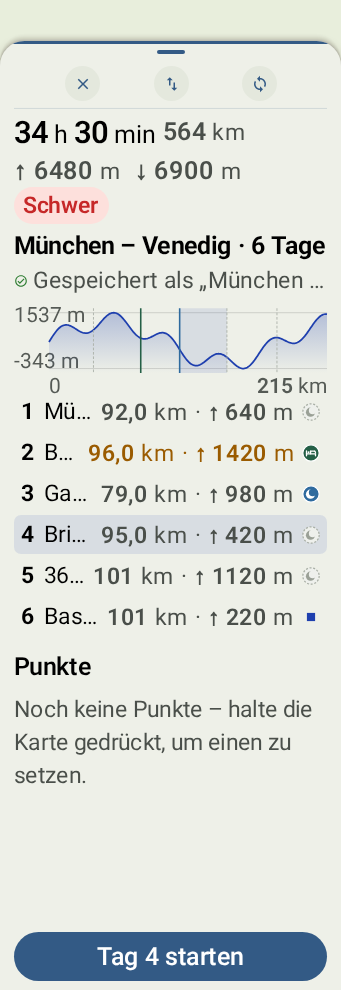 34 h 30 min 564 km
↑ 6480 m ↓ 6900 m
Schwer
München – Venedig · 6 Tage
Gespeichert als „München …
1537 m
-343 m
0 215 km
1 Mü… 92,0 km · ↑ 640 m
2 B… 96,0 km · ↑ 1420 m
3 Ga… 79,0 km · ↑ 980 m
4 Bri… 95,0 km · ↑ 420 m
5 36… 101 km · ↑ 1120 m
6 Bas… 101 km · ↑ 220 m
Punkte
Noch keine Punkte – halte die
Karte gedrückt, um einen zu
setzen.
Tag 4 starten